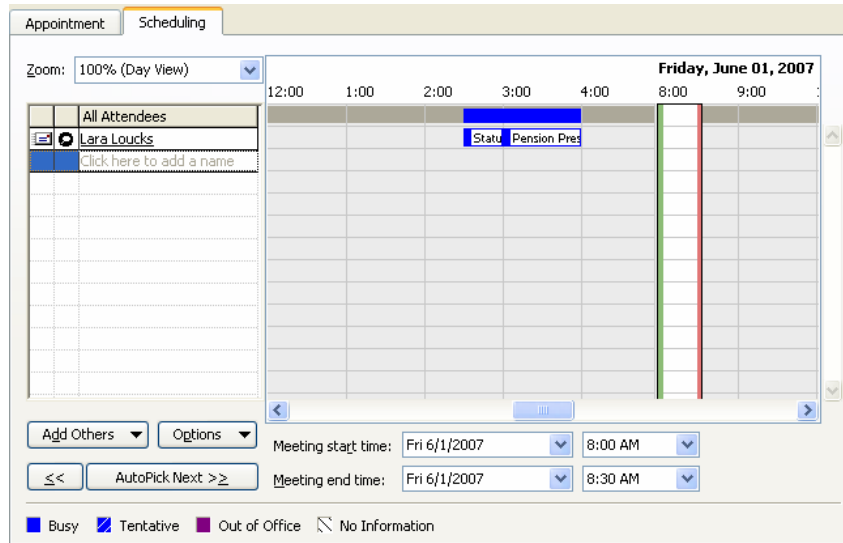 Appointment Scheduling
Zoom: 100% (Day View)
Friday, June 01, 2007
12:00 1:00 2:00 3:00 4:00 8:00 9:00
All Attendees
Lara Loucks Statu Pension Pres
Click here to add a name
Add Others Options
Meeting start time: Fri 6/1/2007 8:00 AM
<< AutoPick Next >>
Meeting end time: Fri 6/1/2007 8:30 AM
Busy Tentative Out of Office No Information